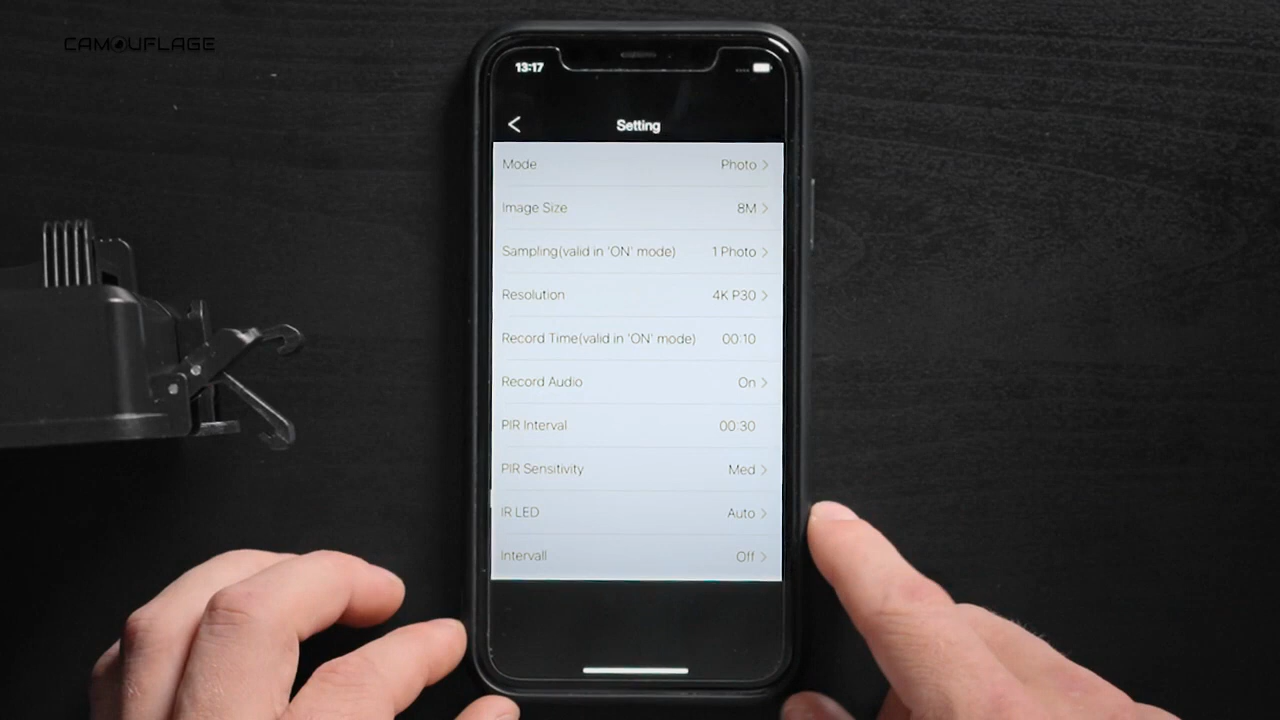 CAMOUFLAGE
13:17
Setting
Mode Photo
Image Size 8M
Sampling(valid in 'ON' mode) 1 Photo
Resolution 4K P30
Record Time(valid in 'ON' mode) 00:10
Record Audio On
PIR Interval 00:30
PIR Sensitivity Med
IR LED Auto
Intervall Off